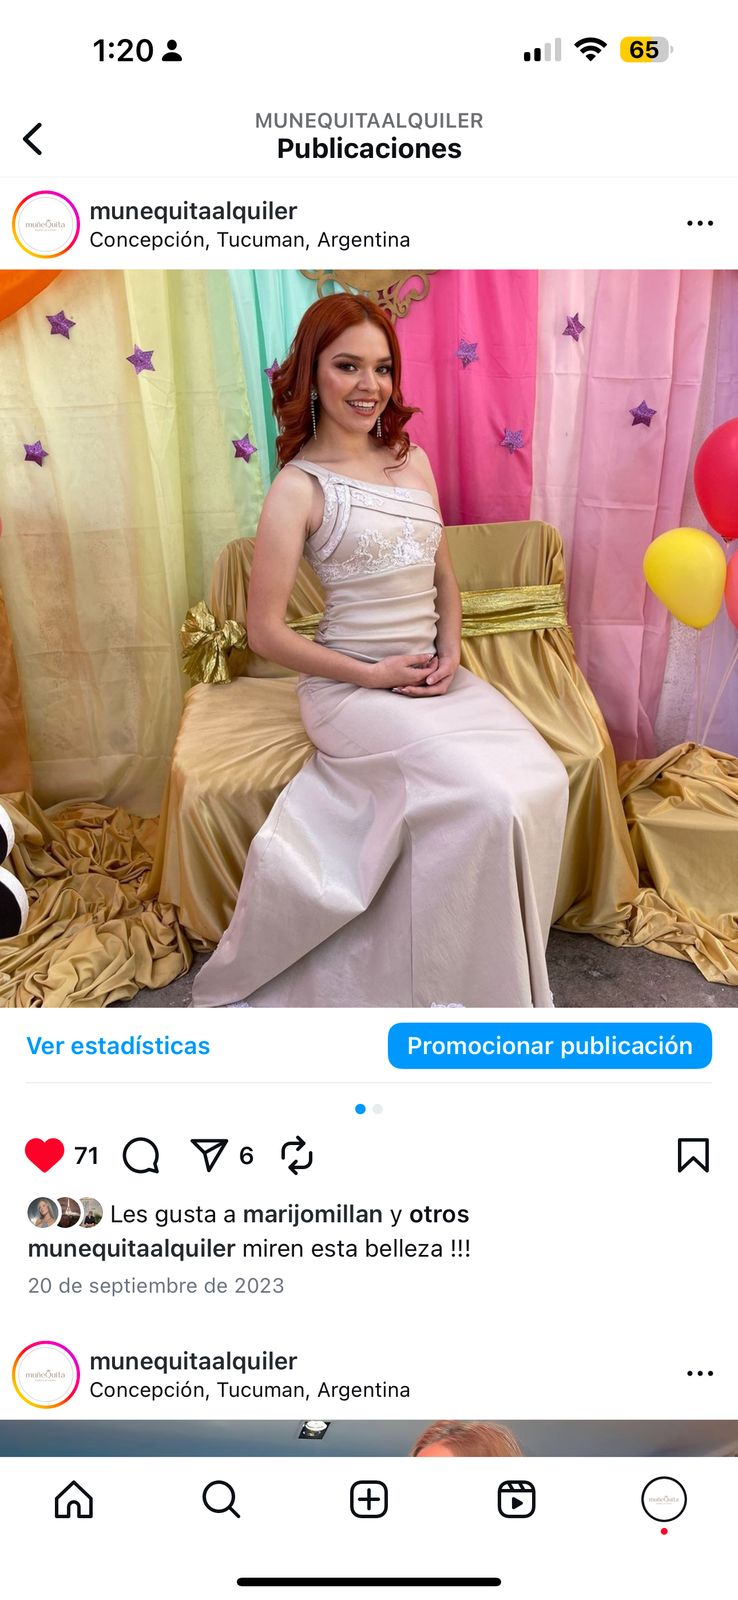 1:20
65
MUNEQUITAALQUILER
Publicaciones
muñeQuita
munequitaalquiler
Concepción, Tucuman, Argentina
Ver estadísticas
Promocionar publicación
71
6
Les gusta a marijomillan y otros
munequitaalquiler miren esta belleza !!!
20 de septiembre de 2023
muñeQuita
munequitaalquiler
Concepción, Tucuman, Argentina
muñeQuita